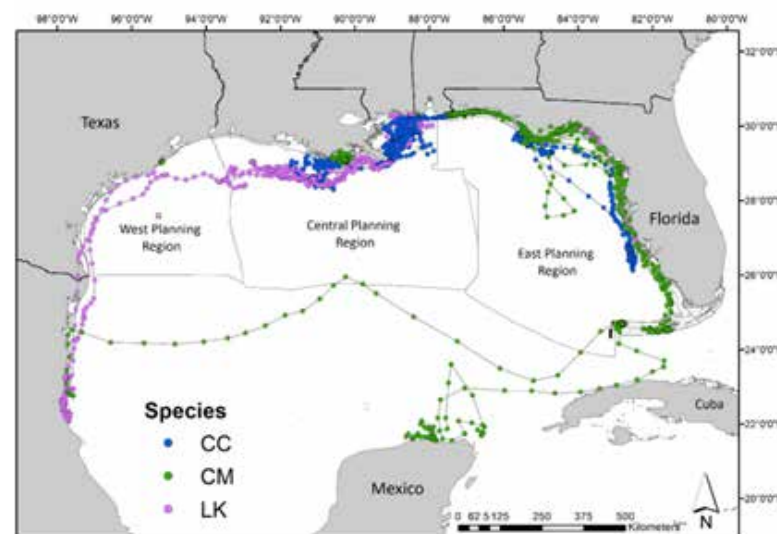 98°0'0"W 96°0'0"W 94°0'0"W 92°0'0"W 90°0'0"W 88°0'0"W 86°0'0"W 84°0'0"W 82°0'0"W 80°0'0"W
32°0'0"N
Texas
30°0'0"N
28°0'0"N
West Planning
Region
Central Planning
Region
Florida
East Planning
Region
26°0'0"N
24°0'0"N
Species
CC
Cuba
22°0'0"N
CM
LK
Mexico
20°0'0"N
0 125 250 375 500
Kilometers
N